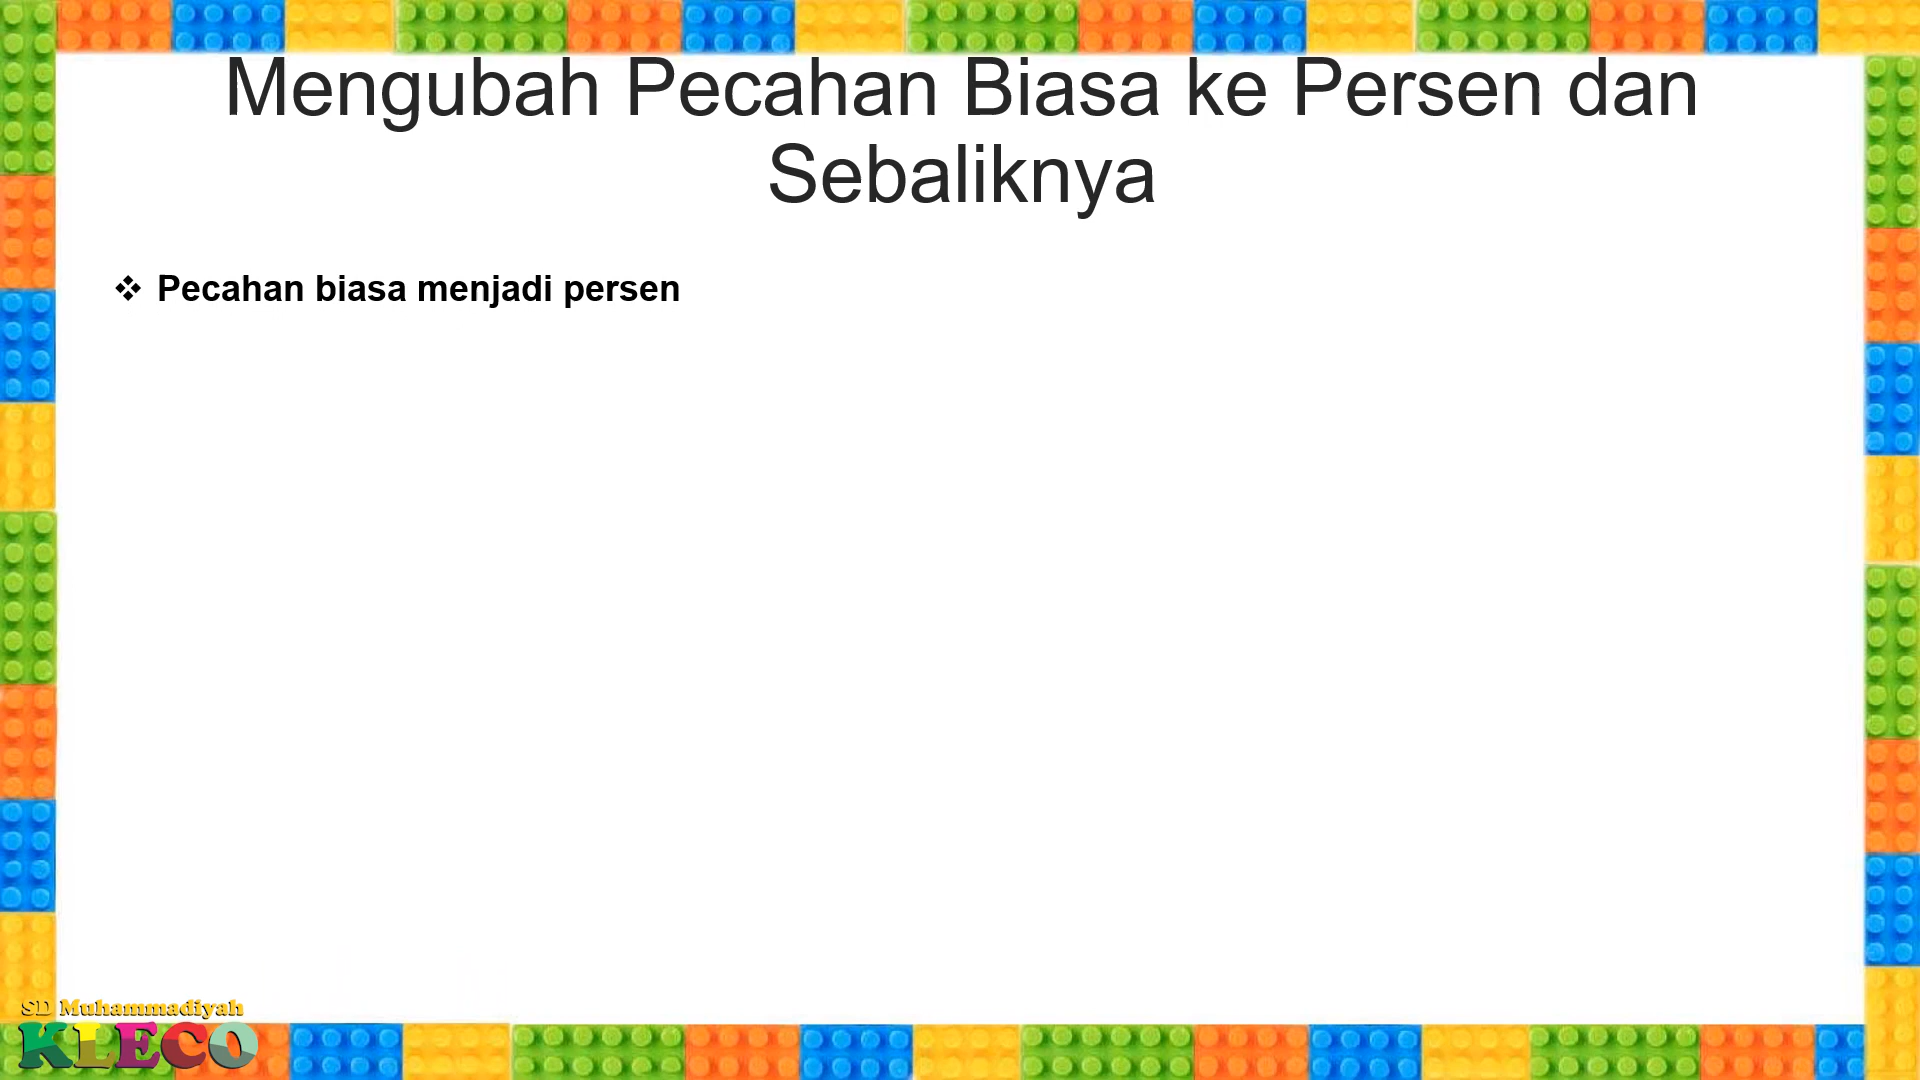 Mengubah Pecahan Biasa ke Persen dan
Sebaliknya
❖ Pecahan biasa menjadi persen
SD Muhammadiyah
KLECO